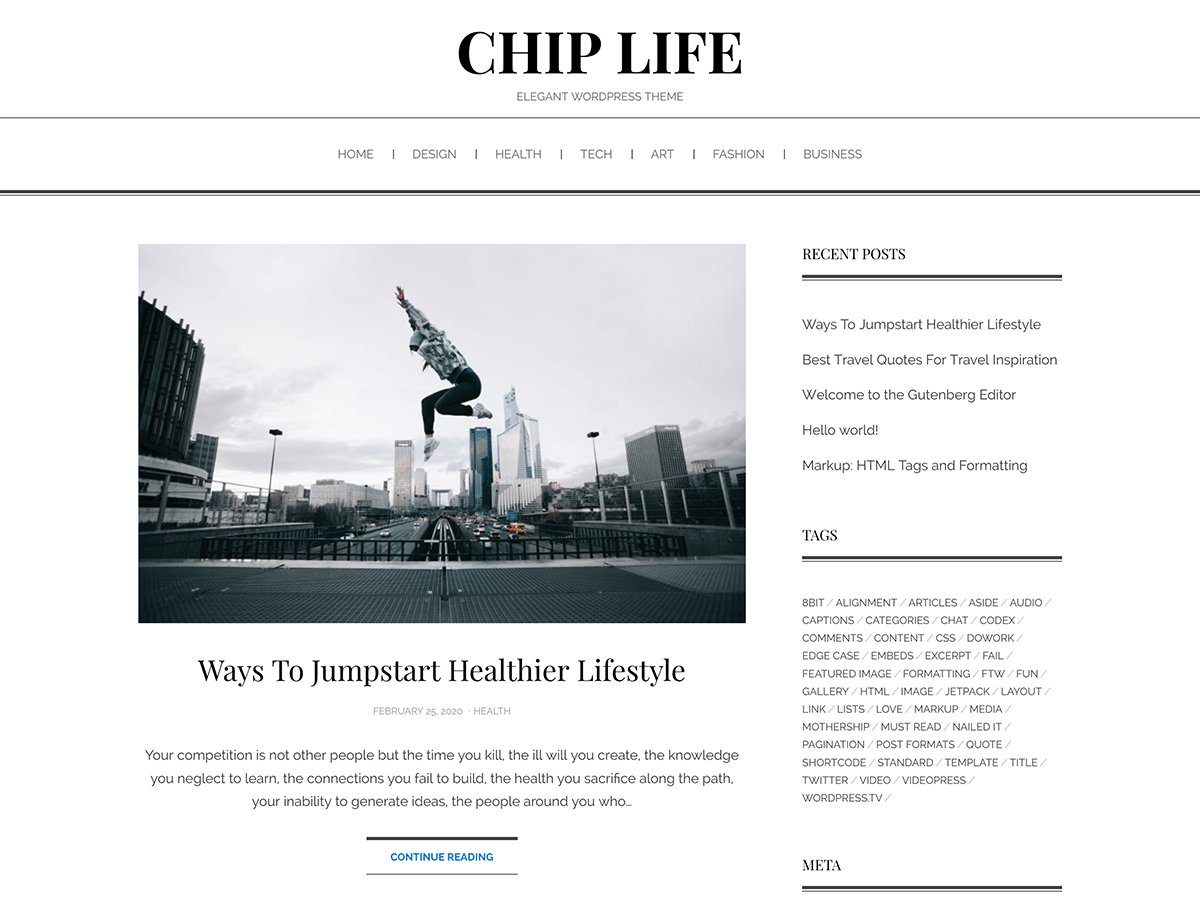 CHIP LIFE
ELEGANT WORDPRESS THEME
HOME | DESIGN | HEALTH | TECH | ART | FASHION | BUSINESS
Ways To Jumpstart Healthier Lifestyle
FEBRUARY 25, 2020 · HEALTH
Your competition is not other people but the time you kill, the ill will you create, the knowledge
you neglect to learn, the connections you fail to build, the health you sacrifice along the path,
your inability to generate ideas, the people around you who…
CONTINUE READING
RECENT POSTS
Ways To Jumpstart Healthier Lifestyle
Best Travel Quotes For Travel Inspiration
Welcome to the Gutenberg Editor
Hello world!
Markup: HTML Tags and Formatting
TAGS
8BIT / ALIGNMENT / ARTICLES / ASIDE / AUDIO /
CAPTIONS / CATEGORIES / CHAT / CODEX /
COMMENTS / CONTENT / CSS / DOWORK /
EDGE CASE / EMBEDS / EXCERPT / FAIL /
FEATURED IMAGE / FORMATTING / FTW / FUN /
GALLERY / HTML / IMAGE / JETPACK / LAYOUT /
LINK / LISTS / LOVE / MARKUP / MEDIA /
MOTHERSHIP / MUST READ / NAILED IT /
PAGINATION / POST FORMATS / QUOTE /
SHORTCODE / STANDARD / TEMPLATE / TITLE /
TWITTER / VIDEO / VIDEOPRESS /
WORDPRESS.TV /
META